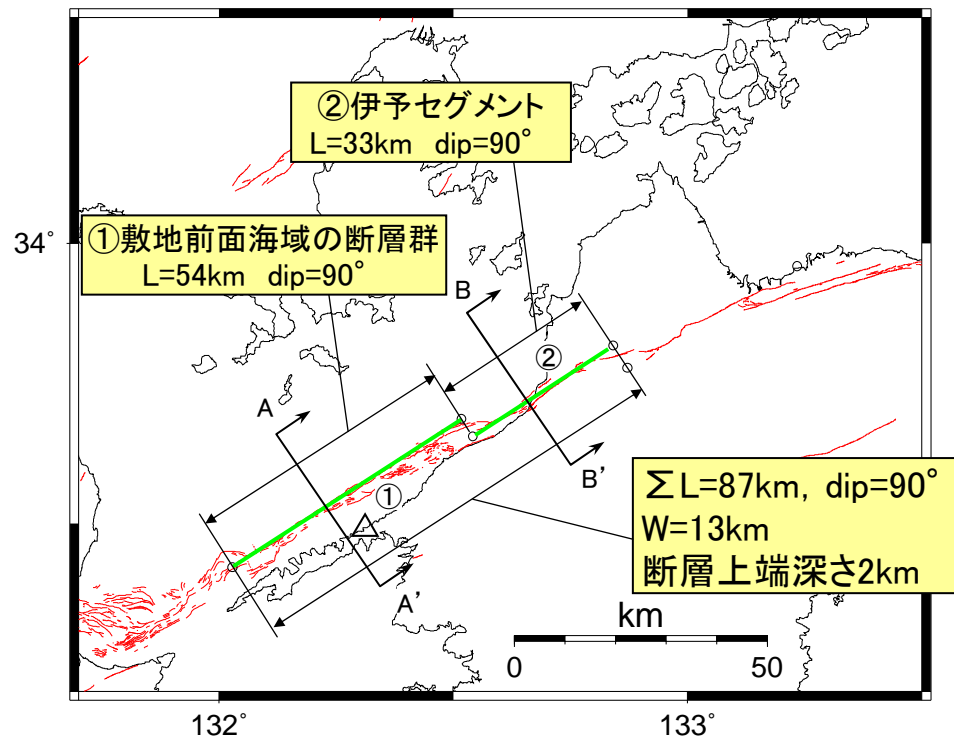 ②伊予セグメント
L=33km dip=90°
①敷地前面海域の断層群
L=54km dip=90°
34°
B
②
A
①
B'
A'
ΣL=87km, dip=90°
W=13km
断層上端深さ2km
km
0 50
132° 133°